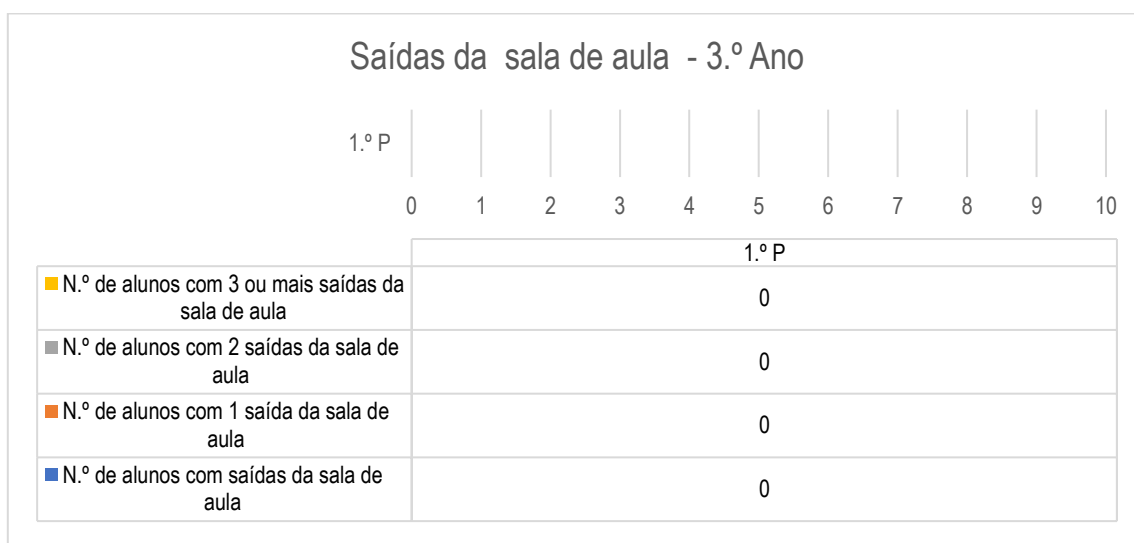 Saídas da sala de aula - 3.º Ano
1.º P
0 1 2 3 4 5 6 7 8 9 10
1.º P
N.º de alunos com 3 ou mais saídas da
sala de aula
0
N.º de alunos com 2 saídas da sala de
aula
0
N.º de alunos com 1 saída da sala de
aula
0
N.º de alunos com saídas da sala de
aula
0